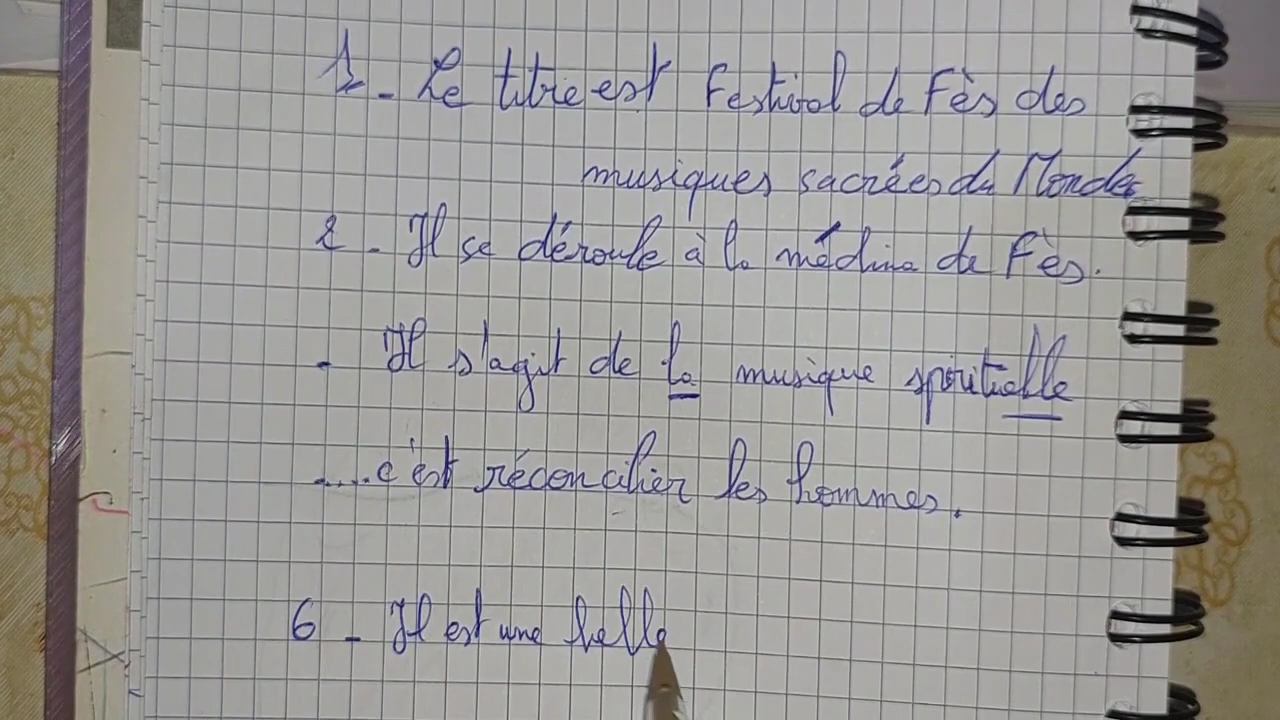 1 - Le titre est Festival de Fès des
musiques sacrées du Monde
2 - Il se déroule à la médina de Fès.
- Il s'agit de la musique spirituelle
....c'est réconcilier les hommes.
6 - Il est une belle